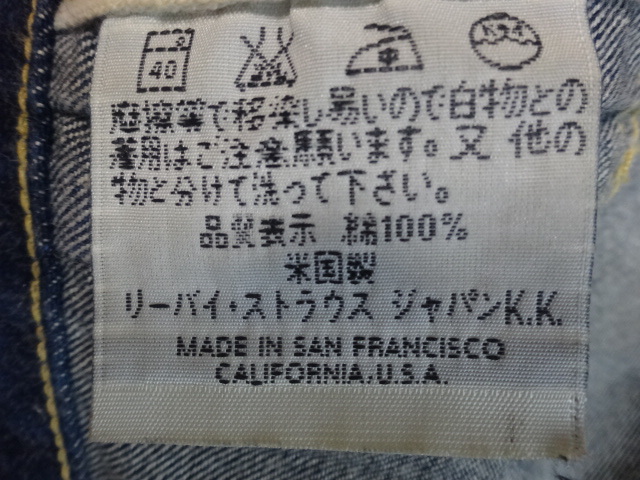 40
摩擦等で移染し易いので白物との
着用はご注意願います。又 他の
物と分けて洗って下さい。
品質表示 綿100%
米国製
リーバイ・ストラウス ジャパンK.K.
MADE IN SAN FRANCISCO
CALIFORNIA,U.S.A.